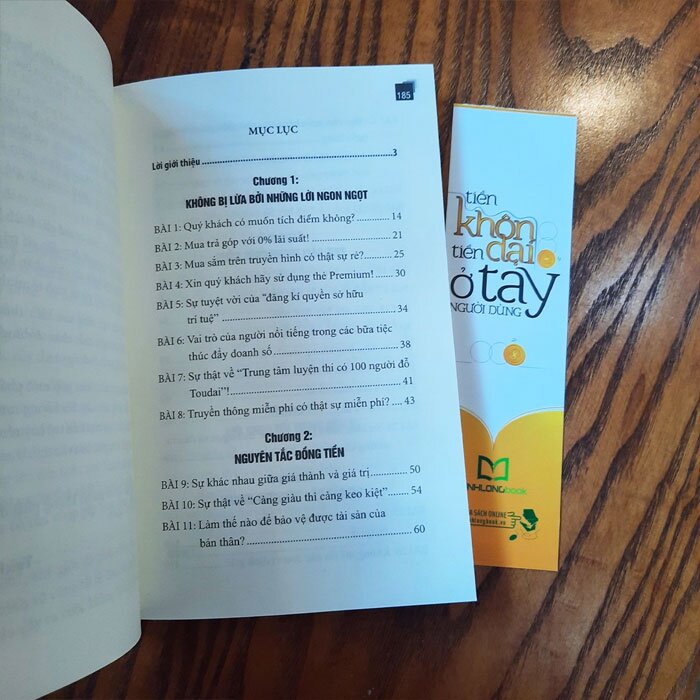 185
MỤC LỤC
Lời giới thiệu ........ 3
Chương 1:
KHÔNG BỊ LỪA BỞI NHỮNG LỜI NGON NGỌT
BÀI 1: Quý khách có muốn tích điểm không? ........ 14
BÀI 2: Mua trả góp với 0% lãi suất! ........ 21
BÀI 3: Mua sắm trên truyền hình có thật sự rẻ? ........ 25
BÀI 4: Xin quý khách hãy sử dụng thẻ Premium! ........ 30
BÀI 5: Sự tuyệt vời của "đăng kí quyền sở hữu
trí tuệ" ........ 34
BÀI 6: Vai trò của người nổi tiếng trong các bữa tiệc
thúc đẩy doanh số ........ 38
BÀI 7: Sự thật về “Trung tâm luyện thi có 100 người đỗ
Toudai”! ........ 41
BÀI 8: Truyền thông miễn phí có thật sự miễn phí? .... 43
Chương 2:
NGUYÊN TẮC ĐỒNG TIỀN
BÀI 9: Sự khác nhau giữa giá thành và giá trị ........ 50
BÀI 10: Sự thật về “Càng giàu thì càng keo kiệt” ........ 54
BÀI 11: Làm thế nào để bảo vệ được tài sản của
bản thân? ........ 60
tiền
khôn
tiền dại
ở tay
NGƯỜI DÙNG
NHLONGbook
SÁCH ONLINE